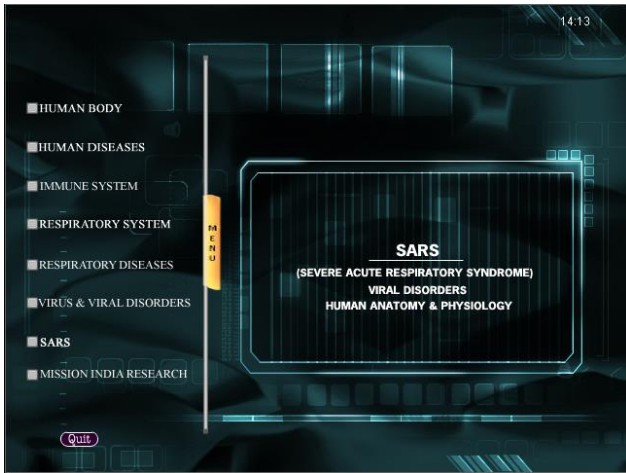 14:13
HUMAN BODY
HUMAN DISEASES
IMMUNE SYSTEM
RESPIRATORY SYSTEM
RESPIRATORY DISEASES
VIRUS & VIRAL DISORDERS
SARS
MISSION INDIA RESEARCH
Quit
MENU
SARS
(SEVERE ACUTE RESPIRATORY SYNDROME)
VIRAL DISORDERS
HUMAN ANATOMY & PHYSIOLOGY